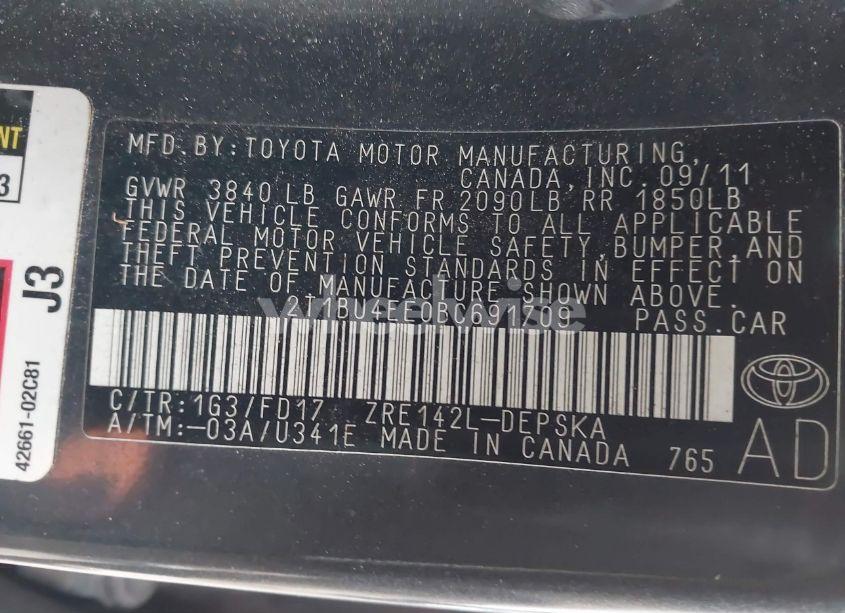 NT
3
J3
42661-02C81
MFD. BY: TOYOTA MOTOR MANUFACTURING,
CANADA, INC. 09/11
GVWR 3840 LB GAWR FR 2090LB RR 1850LB
THIS VEHICLE CONFORMS TO ALL APPLICABLE
FEDERAL MOTOR VEHICLE SAFETY, BUMPER, AND
THEFT PREVENTION STANDARDS IN EFFECT ON
THE DATE OF MANUFACTURE SHOWN ABOVE.
PASS.CAR
wheelwise
C/TR:1G3/FD17 ZRE142L-DEPSKA
A/TM:-03A/U341E MADE IN CANADA 765
AD